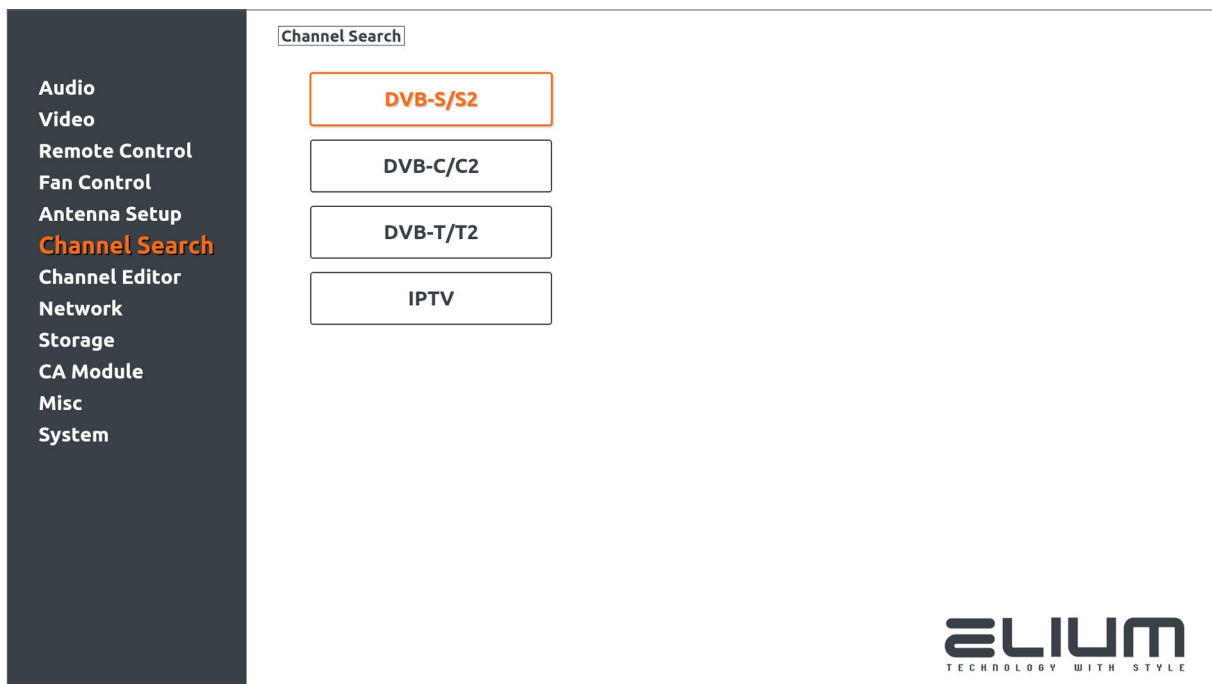 Channel Search
Audio
Video
Remote Control
Fan Control
Antenna Setup
Channel Search
Channel Editor
Network
Storage
CA Module
Misc
System
DVB-S/S2
DVB-C/C2
DVB-T/T2
IPTV
ELIUM
TECHNOLOGY WITH STYLE